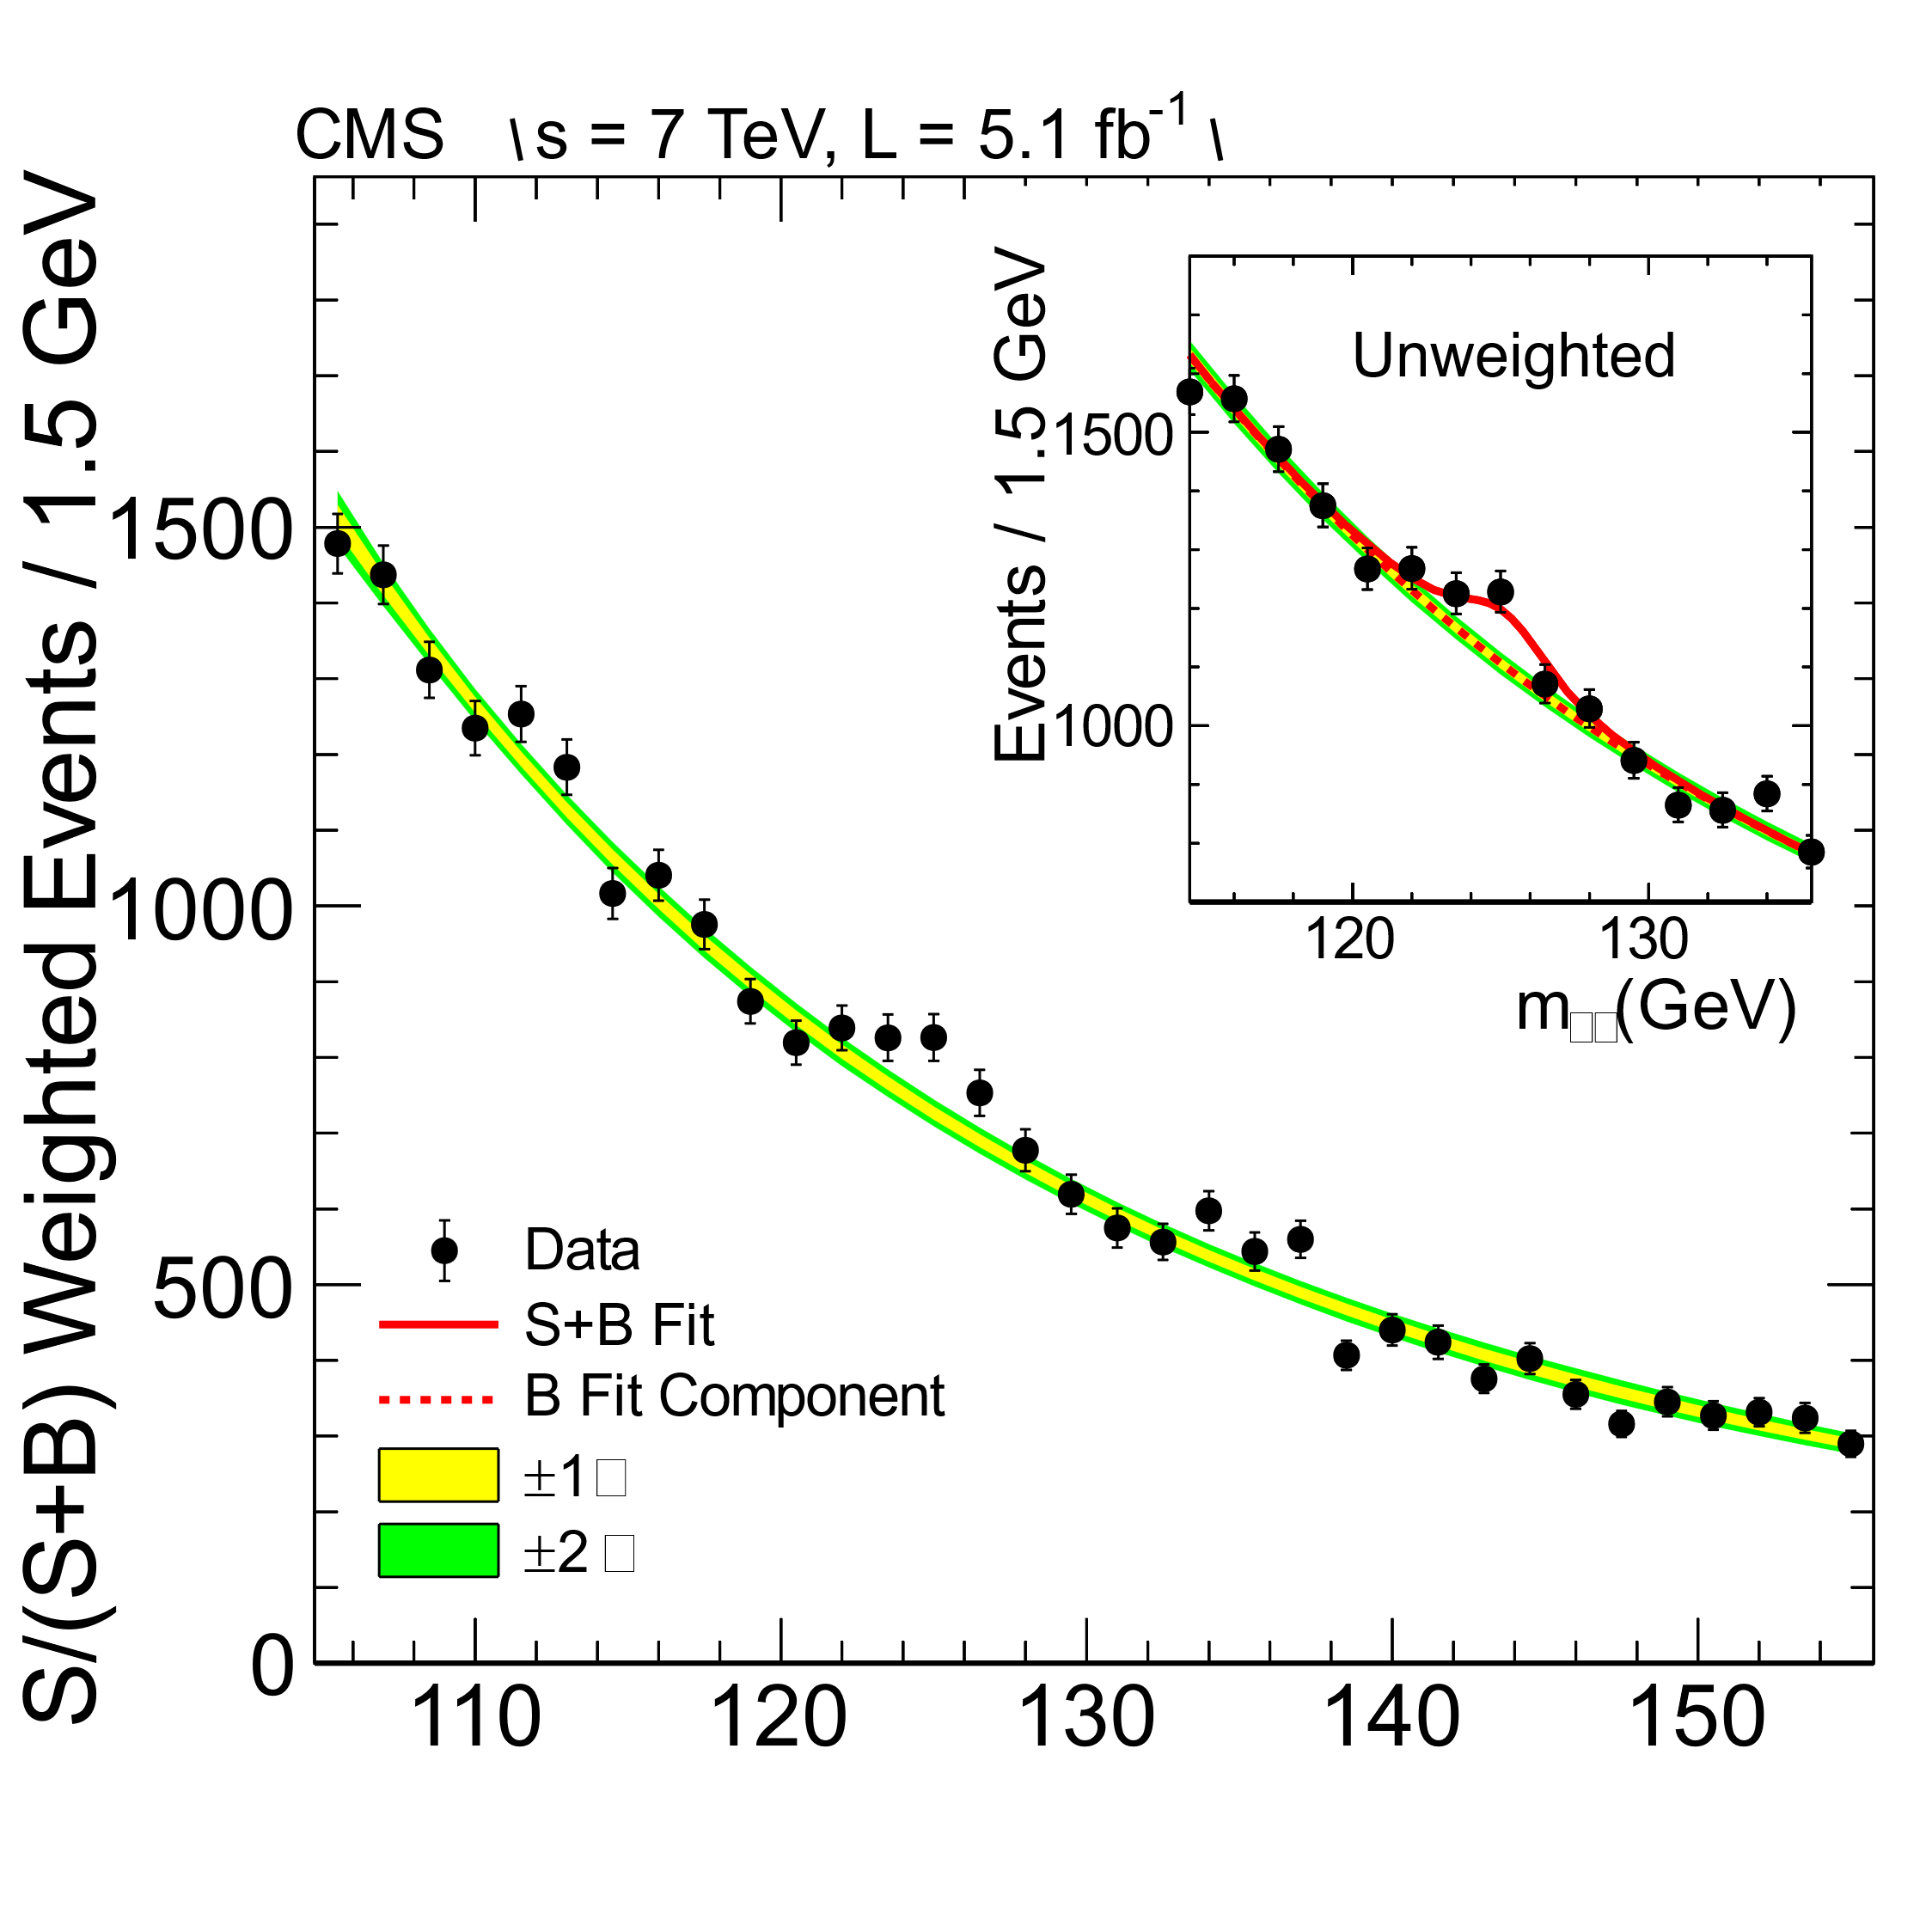 CMS \s = 7 TeV, L = 5.1 fb-1 \
S/(S+B) Weighted Events / 1.5 GeV
1500
1000
500
0
110 120 130 140 150
Data
S+B Fit
B Fit Component
±1□
±2□
Events / 1.5 GeV
Unweighted
1500
1000
120 130
m□□(GeV)